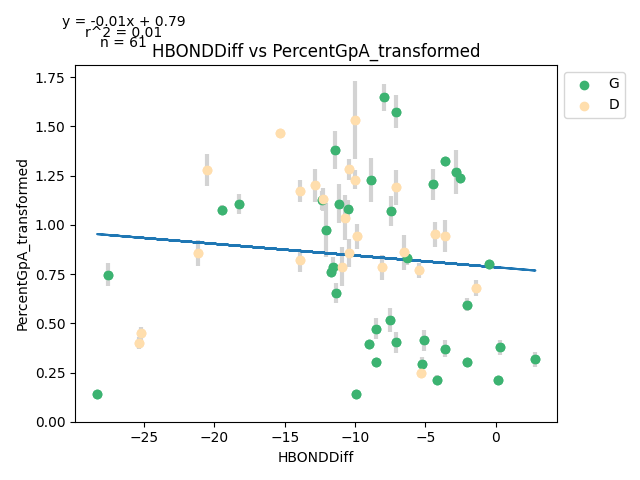 y = -0.01x + 0.79
r^2 = 0.01
n = 61
HBONDDiff vs PercentGpA_transformed
G
D
PercentGpA_transformed
1.75
1.50
1.25
1.00
0.75
0.50
0.25
0.00
−25 −20 −15 −10 −5 0
HBONDDiff